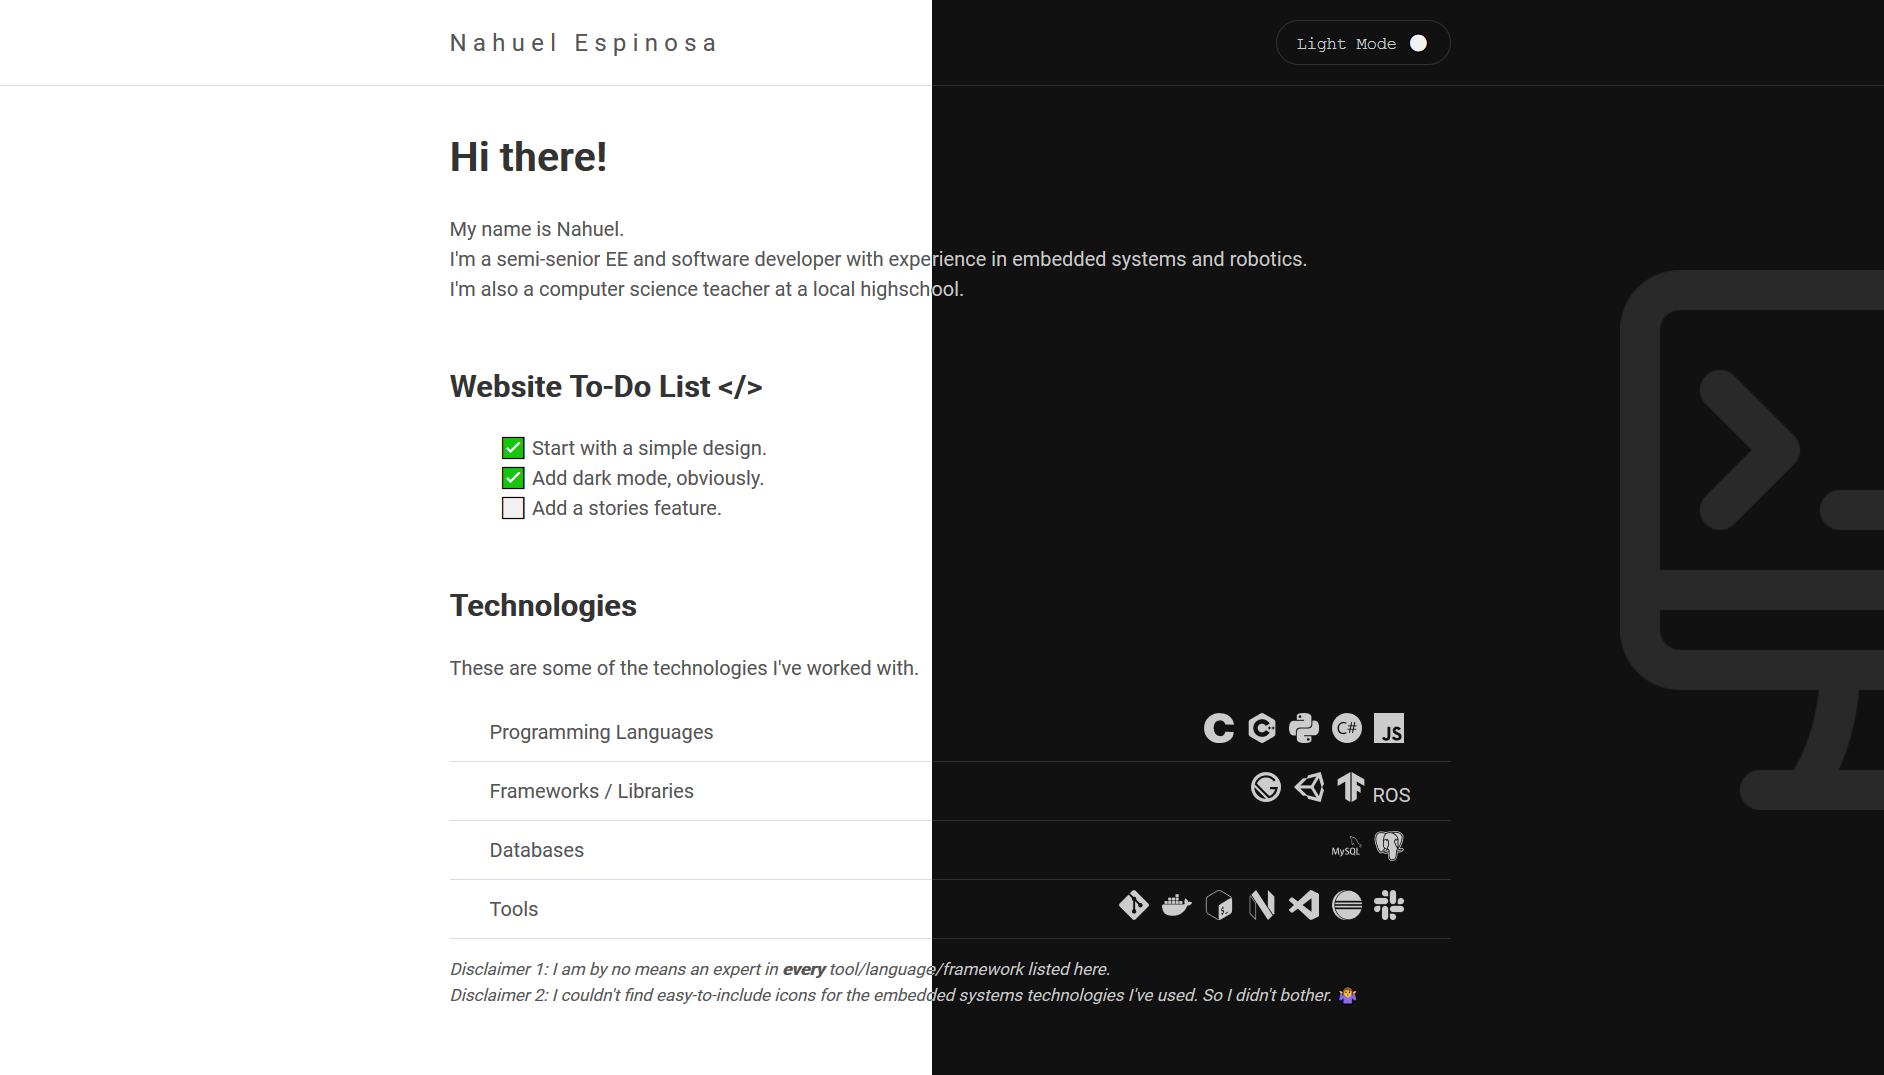 Nahuel Espinosa
Light Mode
Hi there!
My name is Nahuel.
I'm a semi-senior EE and software developer with experience in embedded systems and robotics.
I'm also a computer science teacher at a local highschool.
Website To-Do List </>
Start with a simple design.
Add dark mode, obviously.
Add a stories feature.
Technologies
These are some of the technologies I've worked with.
Programming Languages C C++ C# JS
Frameworks / Libraries ROS
Databases MySQL
Tools
Disclaimer 1: I am by no means an expert in every tool/language/framework listed here.
Disclaimer 2: I couldn't find easy-to-include icons for the embedded systems technologies I've used. So I didn't bother. 🤷‍♀️